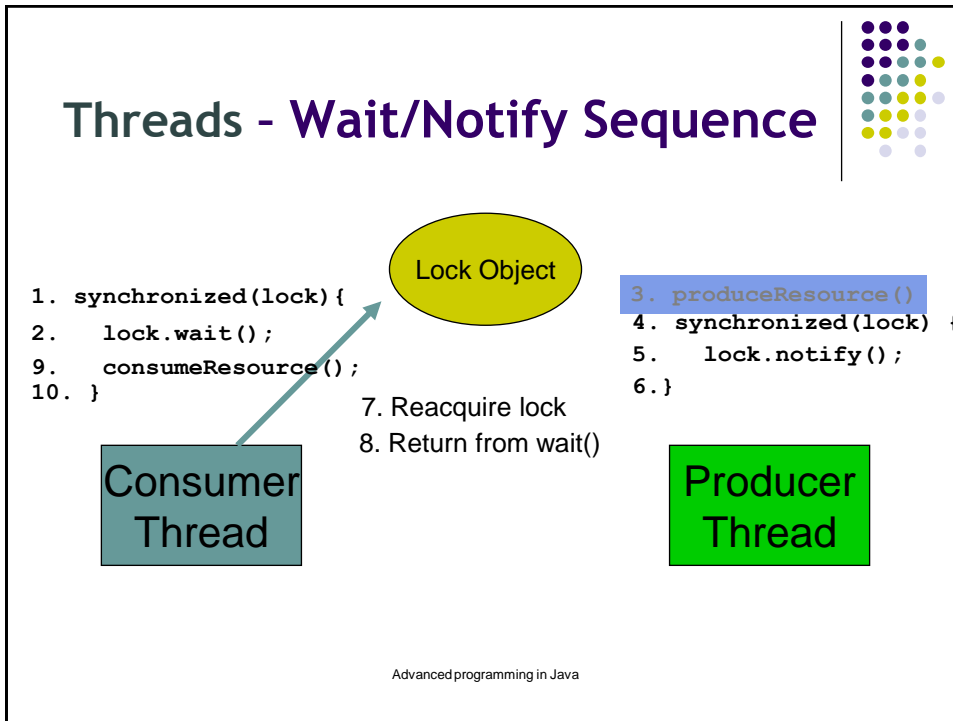 Threads - Wait/Notify Sequence
Lock Object
1. synchronized(lock){
2. lock.wait();
9. consumeResource();
10. }
3. produceResource()
4. synchronized(lock) {
5. lock.notify();
6.}
7. Reacquire lock
8. Return from wait()
Consumer
Thread
Producer
Thread
Advanced programming in Java